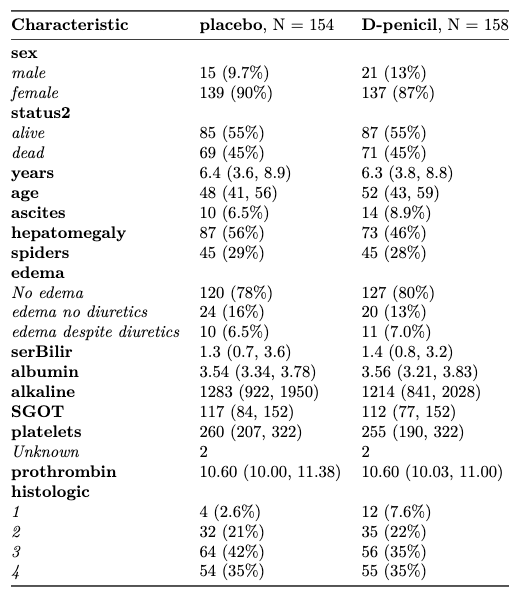 Characteristic placebo, N = 154 D-penicil, N = 158
sex
male 15 (9.7%) 21 (13%)
female 139 (90%) 137 (87%)
status2
alive 85 (55%) 87 (55%)
dead 69 (45%) 71 (45%)
years 6.4 (3.6, 8.9) 6.3 (3.8, 8.8)
age 48 (41, 56) 52 (43, 59)
ascites 10 (6.5%) 14 (8.9%)
hepatomegaly 87 (56%) 73 (46%)
spiders 45 (29%) 45 (28%)
edema
No edema 120 (78%) 127 (80%)
edema no diuretics 24 (16%) 20 (13%)
edema despite diuretics 10 (6.5%) 11 (7.0%)
serBilir 1.3 (0.7, 3.6) 1.4 (0.8, 3.2)
albumin 3.54 (3.34, 3.78) 3.56 (3.21, 3.83)
alkaline 1283 (922, 1950) 1214 (841, 2028)
SGOT 117 (84, 152) 112 (77, 152)
platelets 260 (207, 322) 255 (190, 322)
Unknown 2 2
prothrombin 10.60 (10.00, 11.38) 10.60 (10.03, 11.00)
histologic
1 4 (2.6%) 12 (7.6%)
2 32 (21%) 35 (22%)
3 64 (42%) 56 (35%)
4 54 (35%) 55 (35%)